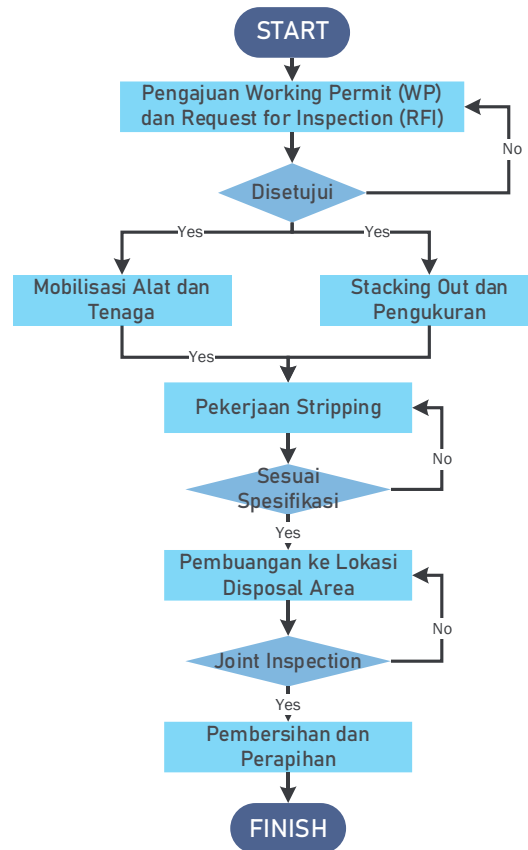 START
Pengajuan Working Permit (WP)
dan Request for Inspection (RFI)
No
Disetujui
Yes
Yes
Mobilisasi Alat dan
Tenaga
Stacking Out dan
Pengukuran
Yes
Pekerjaan Stripping
No
Sesuai
Spesifikasi
Yes
Pembuangan ke Lokasi
Disposal Area
No
Joint Inspection
Yes
Pembersihan dan
Perapihan
FINISH